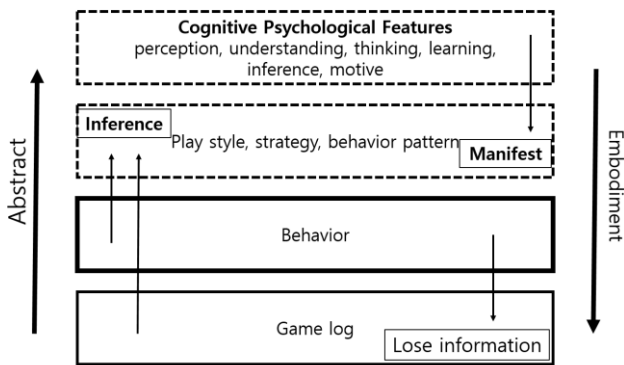 Cognitive Psychological Features
perception, understanding, thinking, learning,
inference, motive
Inference
Play style, strategy, behavior pattern
Manifest
Behavior
Game log
Lose information
Abstract
Embodiment